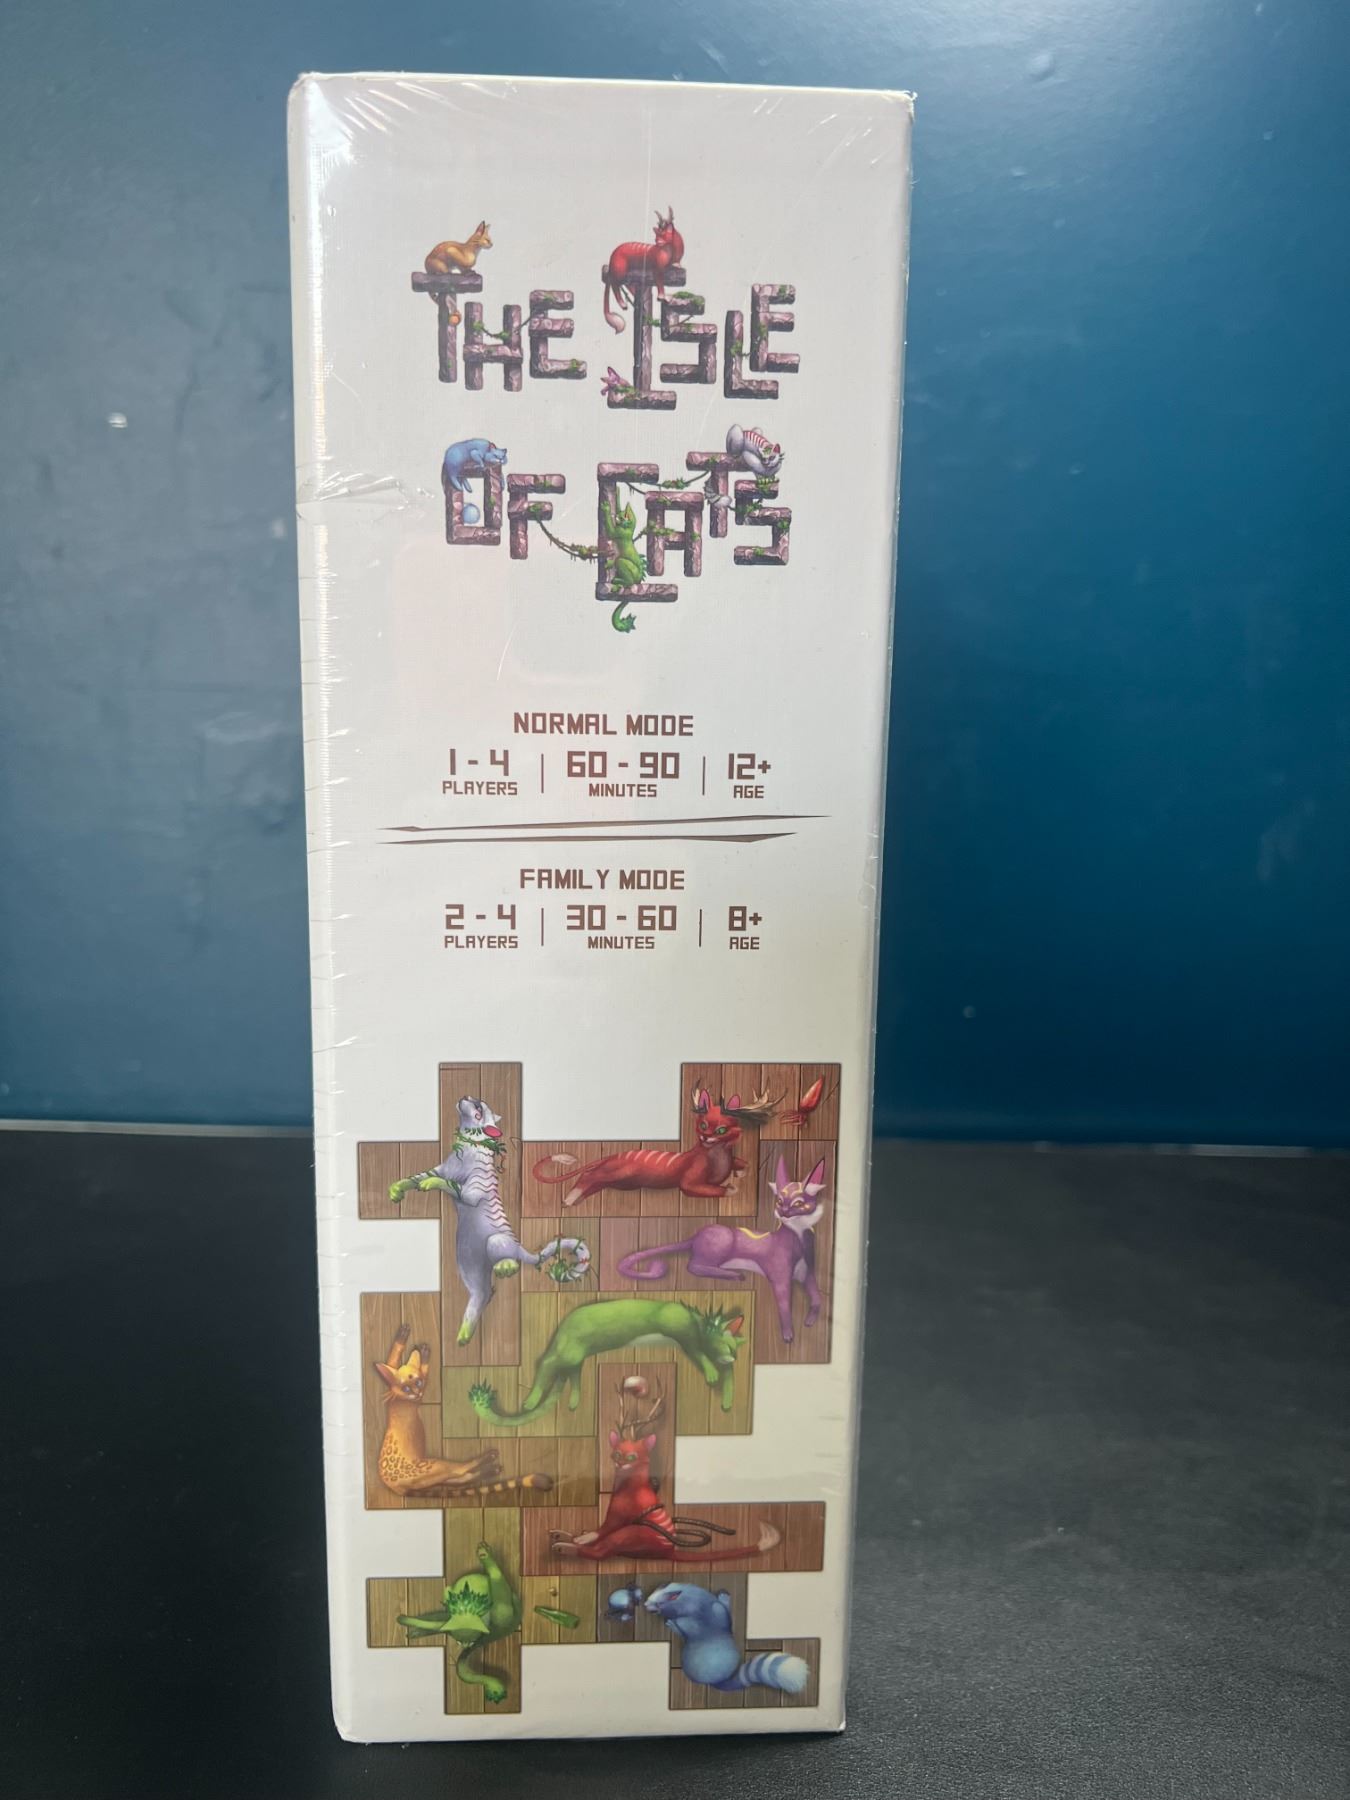 THE ISLE
OF CATS
NORMAL MODE
1 - 4 | 60 - 90 | 12+
PLAYERS MINUTES AGE
FAMILY MODE
2 - 4 | 30 - 60 | 8+
PLAYERS MINUTES AGE